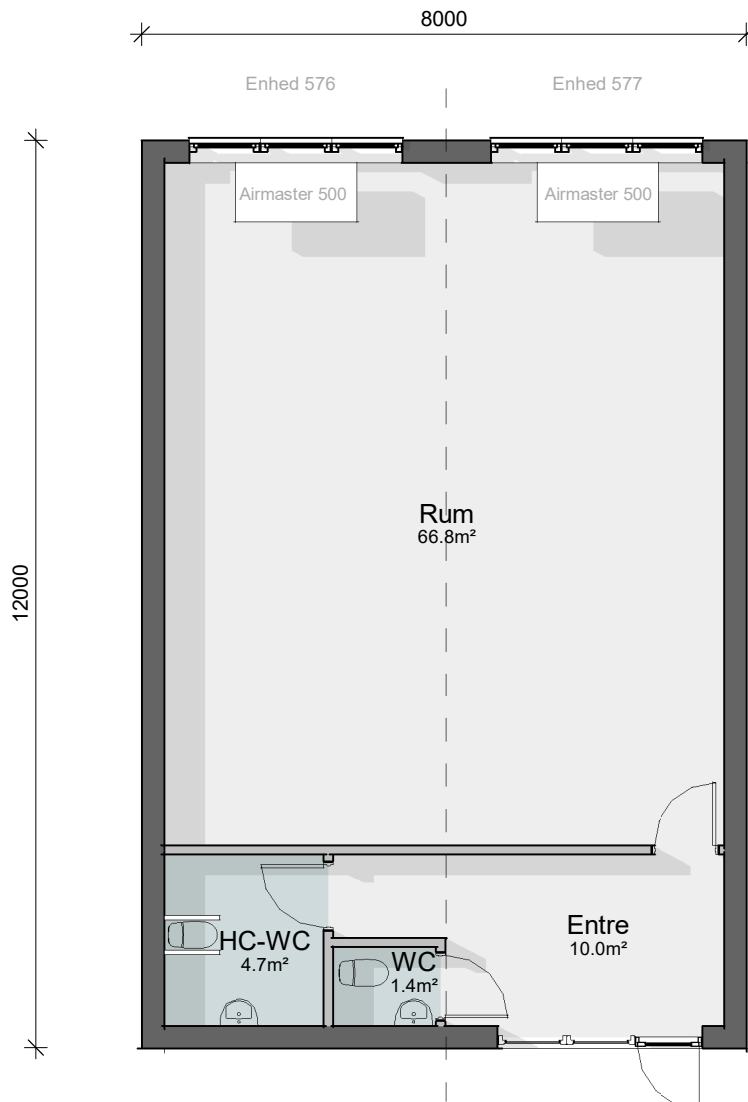 8000
Enhed 576
Enhed 577
Airmaster 500
Airmaster 500
12000
Rum
66.8m²
Entre
10.0m²
HC-WC
4.7m²
WC
1.4m²